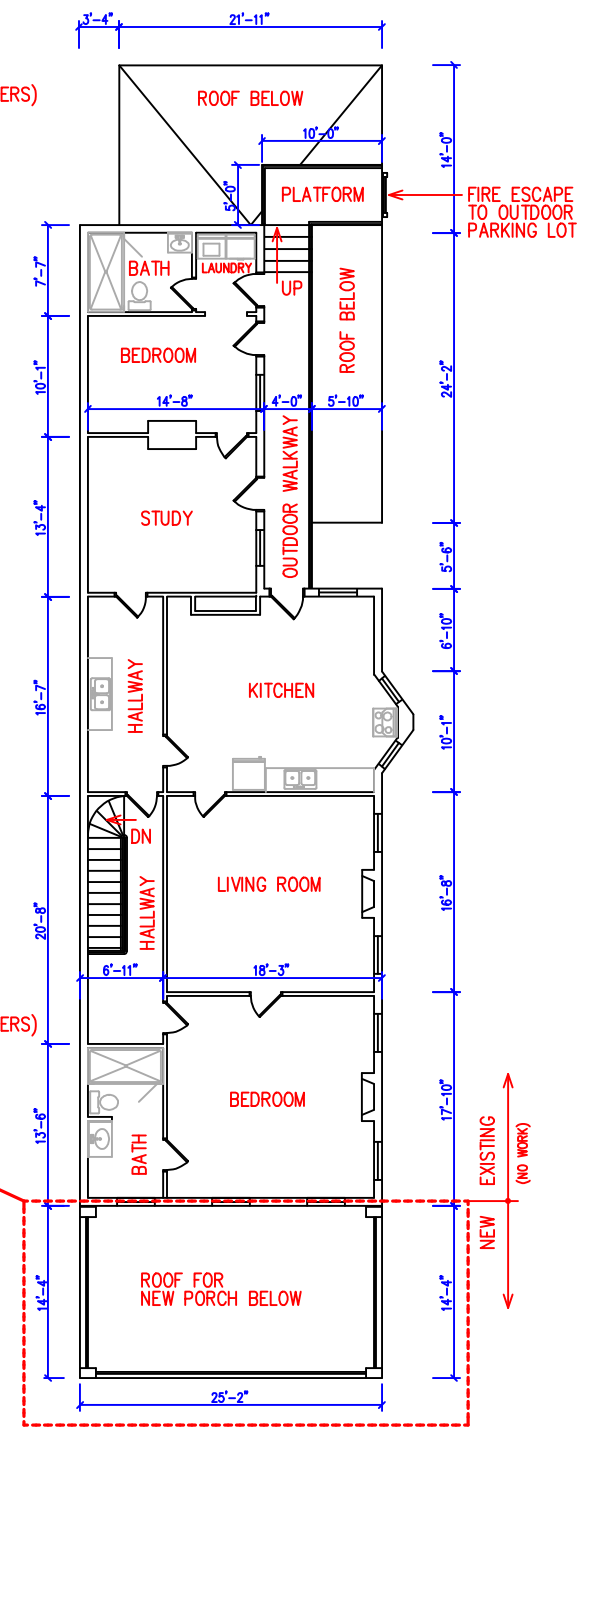 3'-4"
21'-11"
ERS)
ROOF BELOW
10'-0"
14'-0"
5'-0"
PLATFORM
FIRE ESCAPE
TO OUTDOOR
PARKING LOT
7'-7"
BATH
LAUNDRY
UP
ROOF BELOW
10'-1"
BEDROOM
24'-2"
14'-8"
4'-0"
5'-10"
OUTDOOR WALKWAY
13'-4"
STUDY
5'-6"
6'-10"
16'-7"
HALLWAY
KITCHEN
10'-1"
DN
20'-8"
HALLWAY
LIVING ROOM
16'-8"
6'-11"
18'-3"
ERS)
13'-6"
BATH
BEDROOM
17'-10"
EXISTING
(NO WORK)
NEW
14'-4"
ROOF FOR
NEW PORCH BELOW
14'-4"
25'-2"